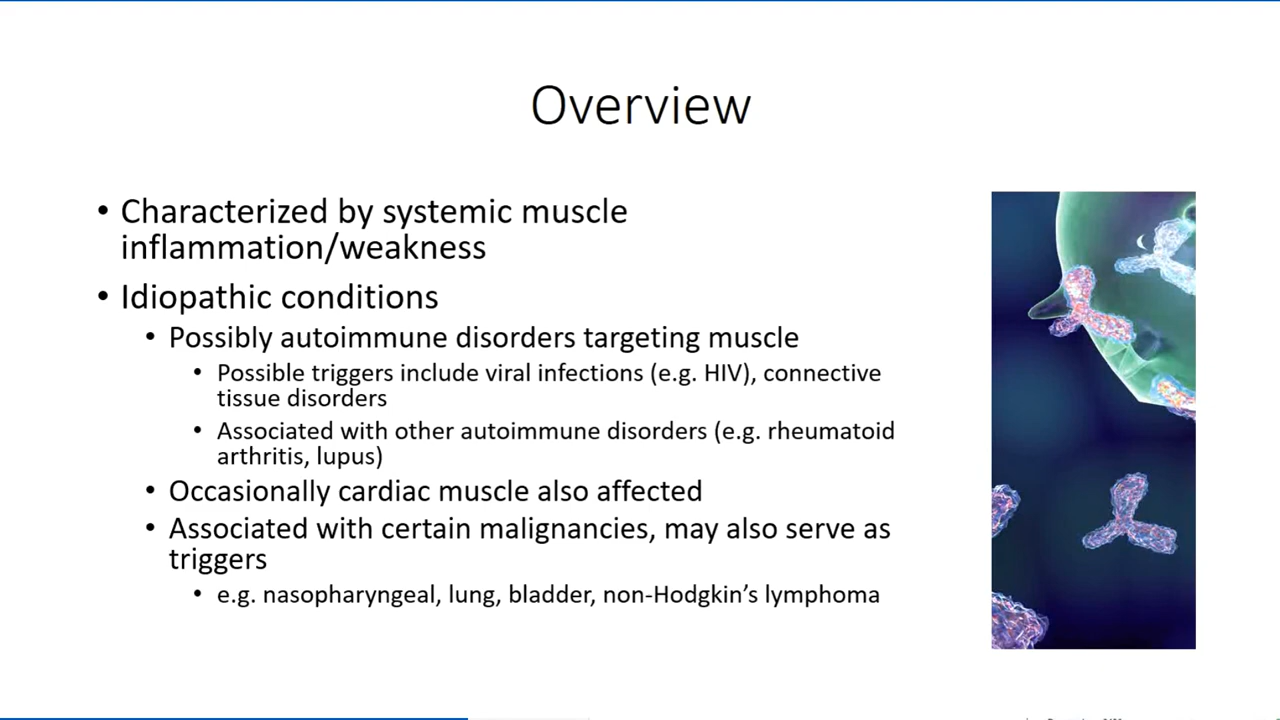 Overview
• Characterized by systemic muscle
inflammation/weakness
• Idiopathic conditions
• Possibly autoimmune disorders targeting muscle
• Possible triggers include viral infections (e.g. HIV), connective
tissue disorders
• Associated with other autoimmune disorders (e.g. rheumatoid
arthritis, lupus)
• Occasionally cardiac muscle also affected
• Associated with certain malignancies, may also serve as
triggers
• e.g. nasopharyngeal, lung, bladder, non-Hodgkin’s lymphoma